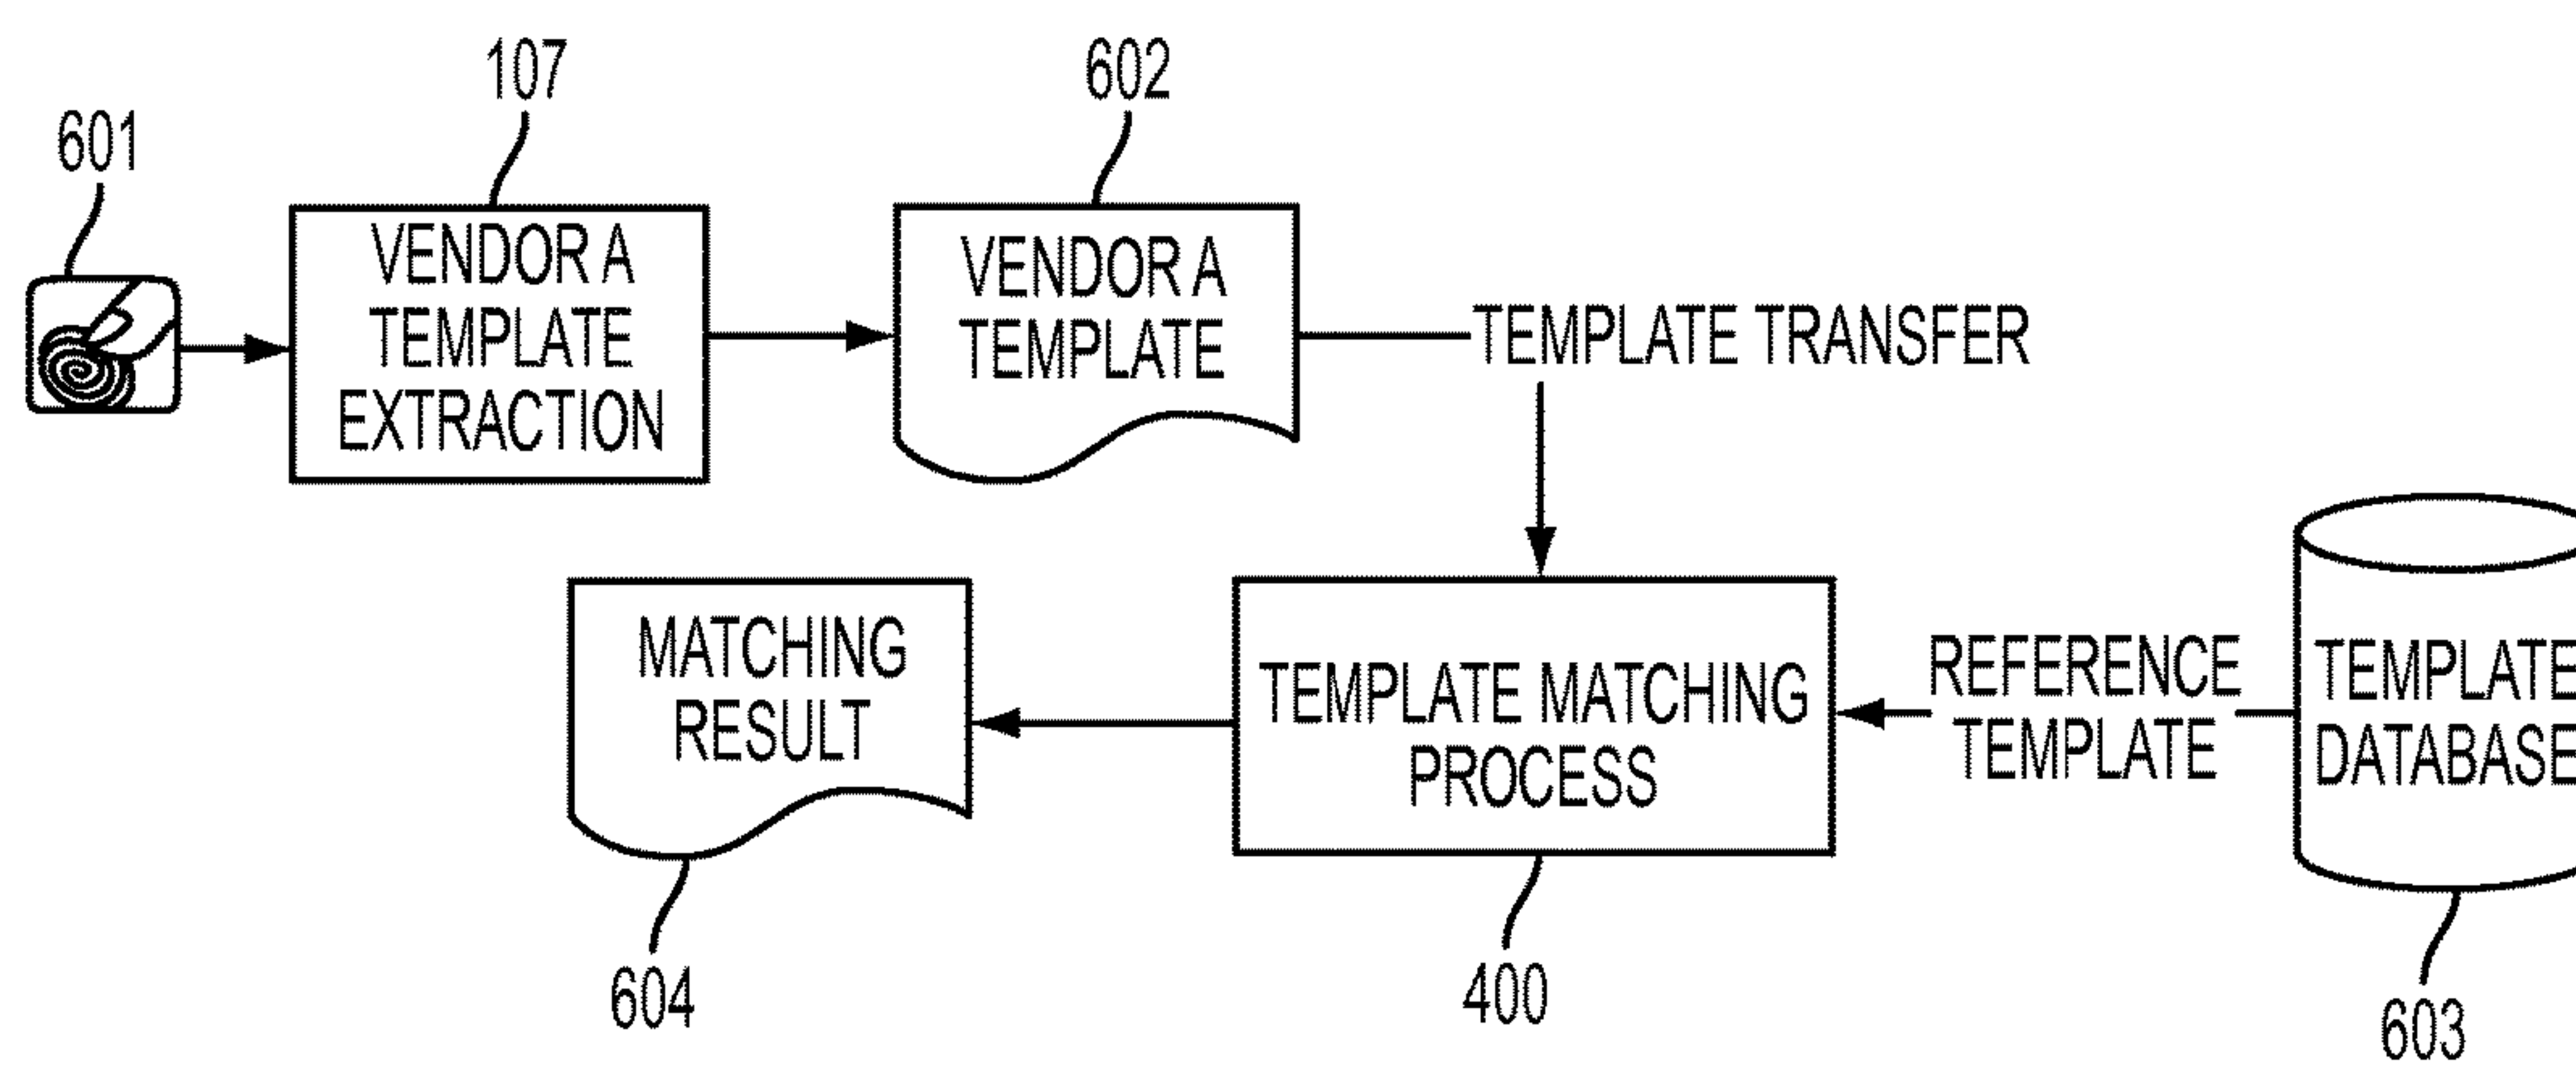 107
602
601
VENDOR A
TEMPLATE
EXTRACTION
VENDOR A
TEMPLATE
TEMPLATE TRANSFER
MATCHING
RESULT
TEMPLATE MATCHING
PROCESS
REFERENCE
TEMPLATE
TEMPLATE
DATABASE
604
400
603